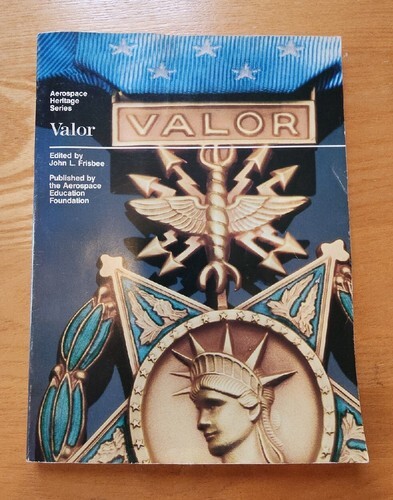 Aerospace
Heritage
Series
Valor
Edited by
John L. Frisbee
Published by
the Aerospace
Education
Foundation
VALOR